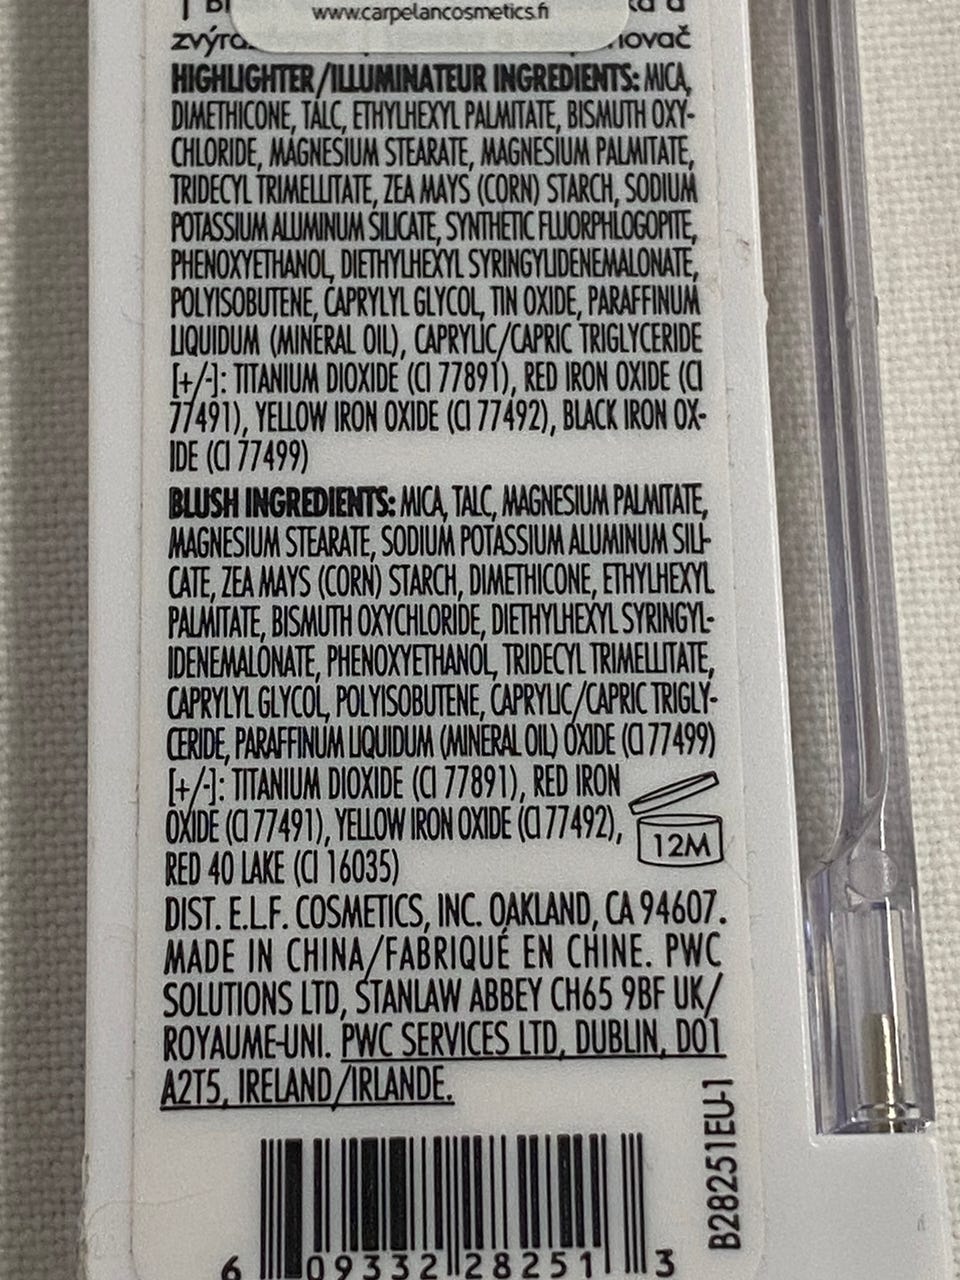 www.carpelancosmetics.fi
HIGHLIGHTER/ILLUMINATEUR INGREDIENTS: MICA,
DIMETHICONE, TALC, ETHYLHEXYL PALMITATE, BISMUTH OXY-
CHLORIDE, MAGNESIUM STEARATE, MAGNESIUM PALMITATE,
TRIDECYL TRIMELLITATE, ZEA MAYS (CORN) STARCH, SODIUM
POTASSIUM ALUMINUM SILICATE, SYNTHETIC FLUORPHLOGOPITE,
PHENOXYETHANOL, DIETHYLHEXYL SYRINGYLIDENEMALONATE,
POLYISOBUTENE, CAPRYLYL GLYCOL, TIN OXIDE, PARAFFINUM
LIQUIDUM (MINERAL OIL), CAPRYLIC/CAPRIC TRIGLYCERIDE
[+/-]: TITANIUM DIOXIDE (CI 77891), RED IRON OXIDE (CI
77491), YELLOW IRON OXIDE (CI 77492), BLACK IRON OX-
IDE (CI 77499)
BLUSH INGREDIENTS: MICA, TALC, MAGNESIUM PALMITATE,
MAGNESIUM STEARATE, SODIUM POTASSIUM ALUMINUM SILI-
CATE, ZEA MAYS (CORN) STARCH, DIMETHICONE, ETHYLHEXYL
PALMITATE, BISMUTH OXYCHLORIDE, DIETHYLHEXYL SYRINGYL-
IDENEMALONATE, PHENOXYETHANOL, TRIDECYL TRIMELLITATE,
CAPRYLYL GLYCOL, POLYISOBUTENE, CAPRYLIC/CAPRIC TRIGLY-
CERIDE, PARAFFINUM LIQUIDUM (MINERAL OIL) OXIDE (CI 77499)
[+/-]: TITANIUM DIOXIDE (CI 77891), RED IRON
OXIDE (CI 77491), YELLOW IRON OXIDE (CI 77492),
RED 40 LAKE (CI 16035)
12M
DIST. E.L.F. COSMETICS, INC. OAKLAND, CA 94607.
MADE IN CHINA/FABRIQUÉ EN CHINE. PWC
SOLUTIONS LTD, STANLAW ABBEY CH65 9BF UK/
ROYAUME-UNI. PWC SERVICES LTD, DUBLIN, DO1
A2T5, IRELAND/IRLANDE.
B28251EU-1
6 09332 28251 3